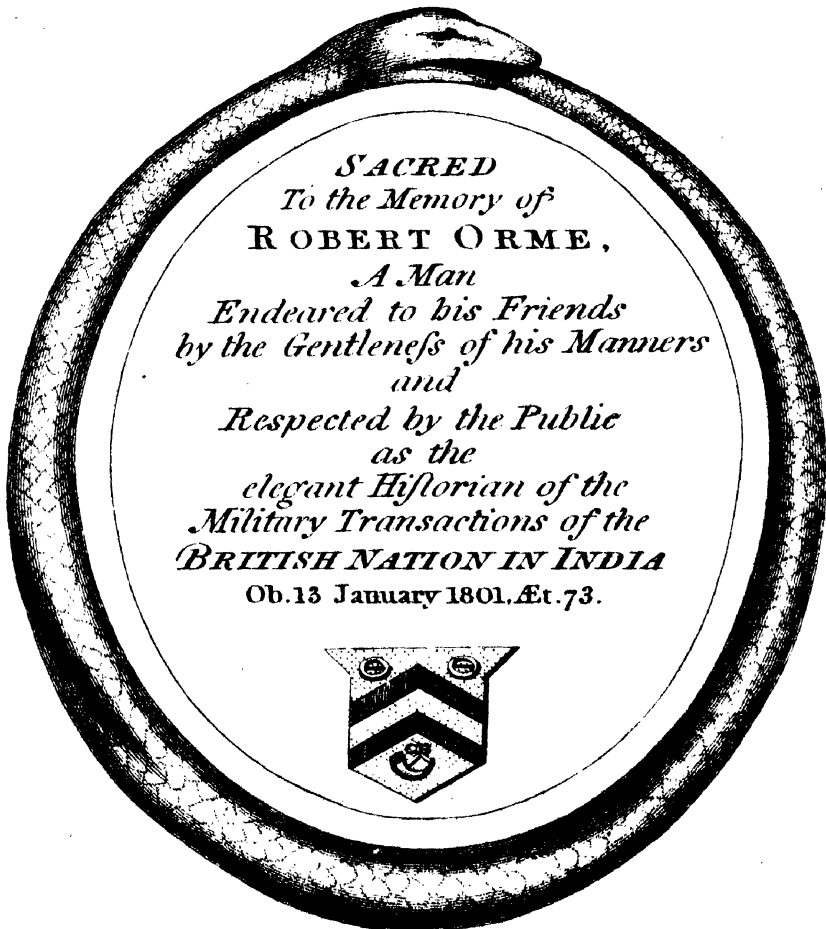 SACRED
To the Memory of
ROBERT ORME,
A Man
Endeared to his Friends
by the Gentleneſs of his Manners
and
Respected by the Public
as the
elegant Hiſtorian of the
Military Transactions of the
BRITISH NATION IN INDIA
Ob. 13 January 1801, Æt. 73.